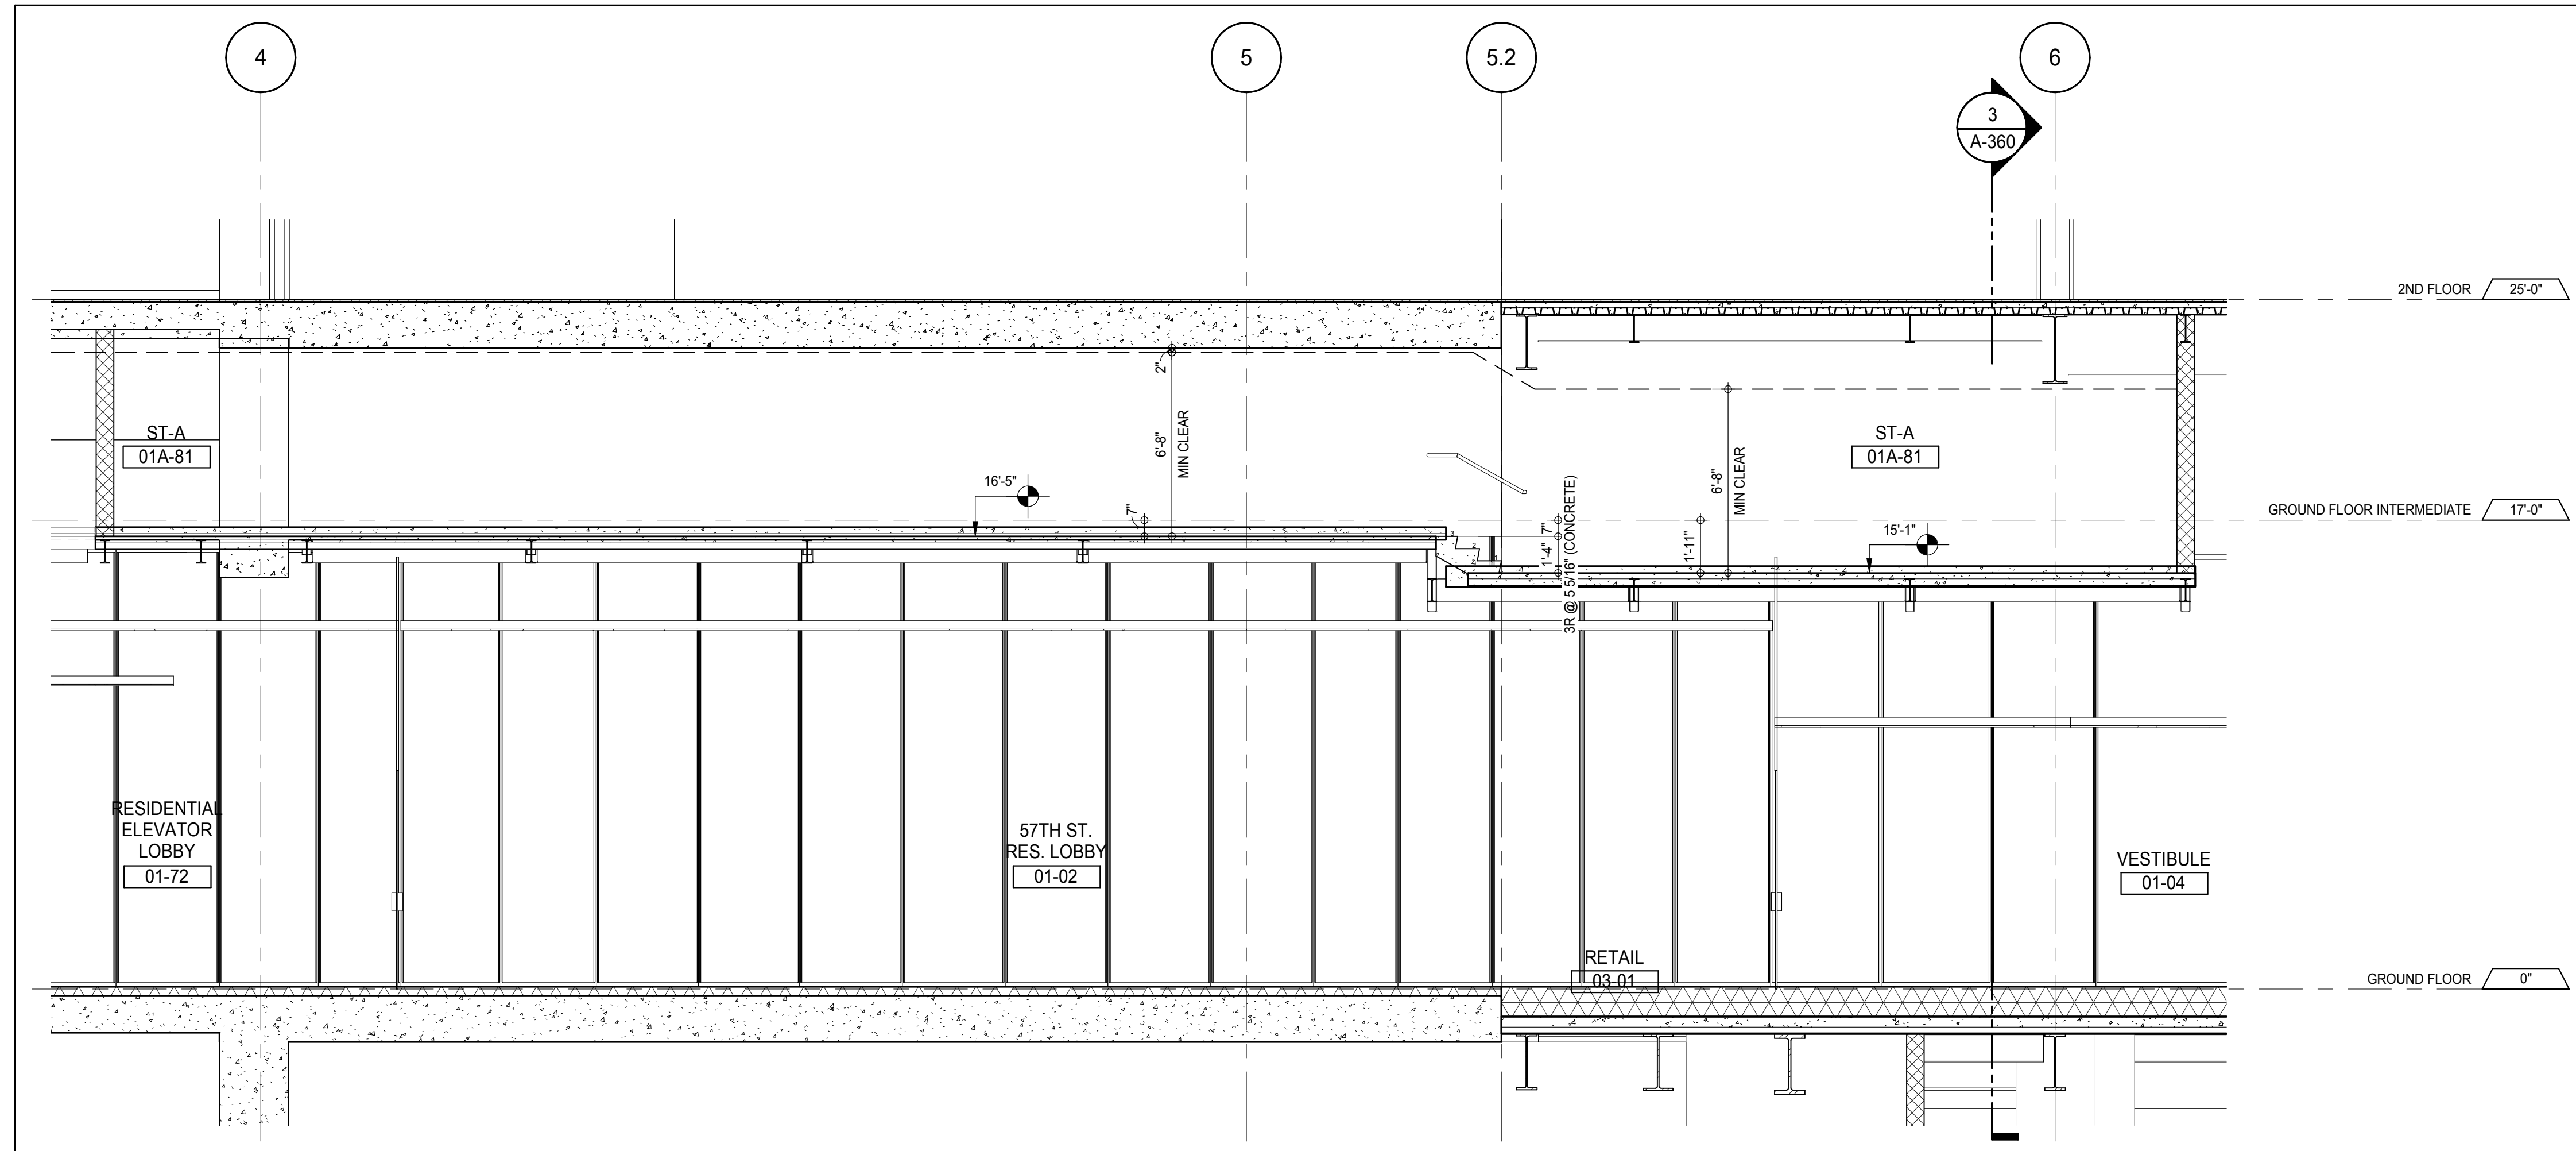 4
5
5.2
6
3
A-360
2ND FLOOR 25'-0"
2"
6'-8"
MIN CLEAR
ST-A
01A-81
ST-A
01A-81
6'-8"
MIN CLEAR
16'-5"
7"
GROUND FLOOR INTERMEDIATE 17'-0"
7"
1'-4"
3R @ 5 5/16" (CONCRETE)
1'-11"
15'-1"
3
2
1
RESIDENTIAL
ELEVATOR
LOBBY
01-72
57TH ST.
RES. LOBBY
01-02
VESTIBULE
01-04
RETAIL
03-01
GROUND FLOOR 0"